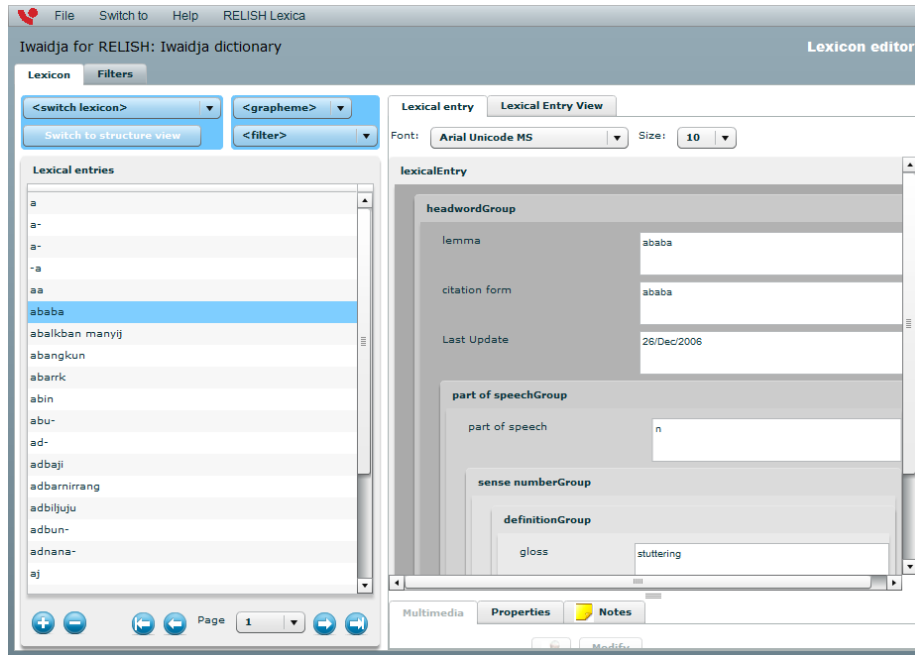 File Switch to Help RELISH Lexica
Iwaidja for RELISH: Iwaidja dictionary
Lexicon editor
Lexicon Filters
<switch lexicon> <grapheme>
Switch to structure view <filter>
Lexical entries
a
a-
a-
-a
aa
ababa
abalkban manyij
abangkun
abarrk
abin
abu-
ad-
adbaji
adbarnirrang
adbiljuju
adbun-
adnana-
aj
Page 1
Lexical entry Lexical Entry View
Font: Arial Unicode MS Size: 10
lexicalEntry
headwordGroup
lemma ababa
citation form ababa
Last Update 26/Dec/2006
part of speechGroup
part of speech n
sense numberGroup
definitionGroup
gloss stuttering
Multimedia Properties Notes
Modify